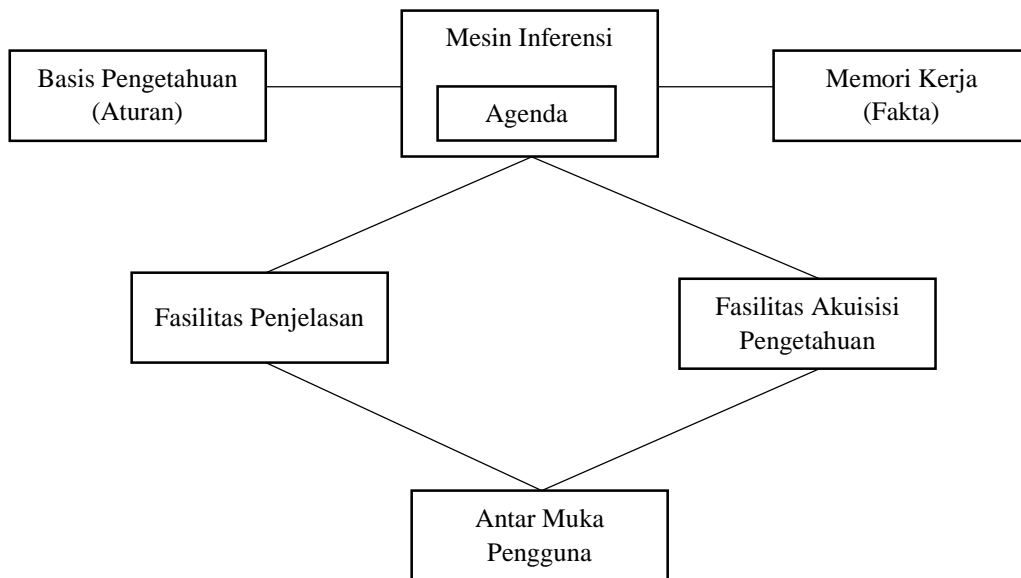 Mesin Inferensi
Agenda
Basis Pengetahuan
(Aturan)
Memori Kerja
(Fakta)
Fasilitas Penjelasan
Fasilitas Akuisisi
Pengetahuan
Antar Muka
Pengguna